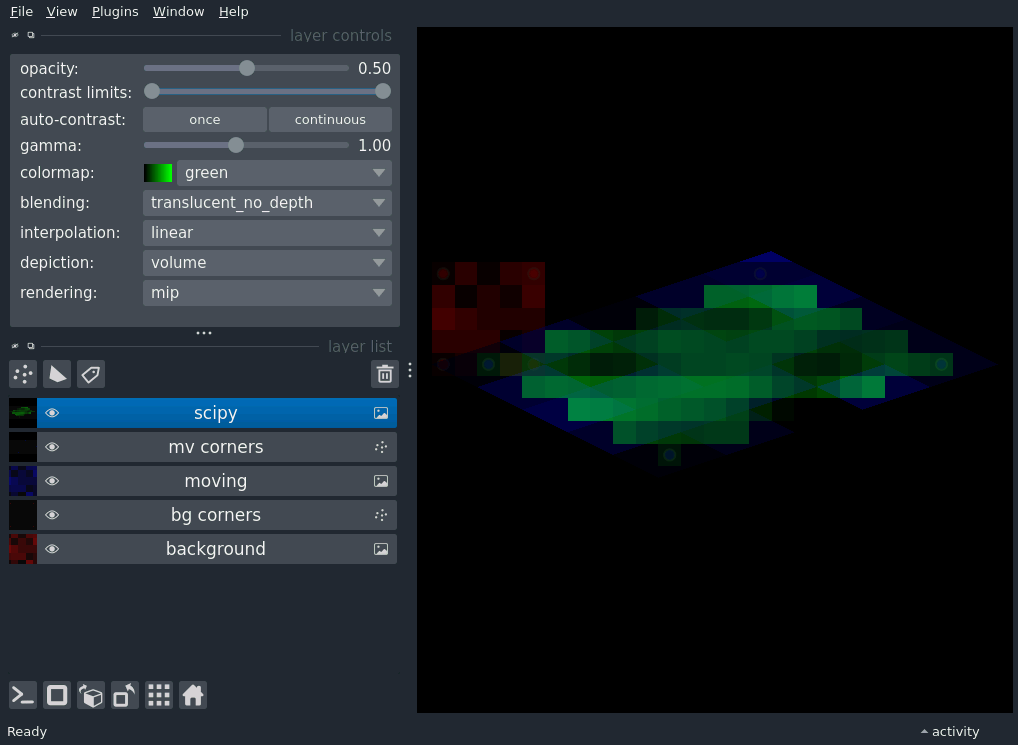 File View Plugins Window Help
layer controls
opacity: 0.50
contrast limits:
auto-contrast: once continuous
gamma: 1.00
colormap: green
blending: translucent_no_depth
interpolation: linear
depiction: volume
rendering: mip
layer list
scipy
mv corners
moving
bg corners
background
Ready activity